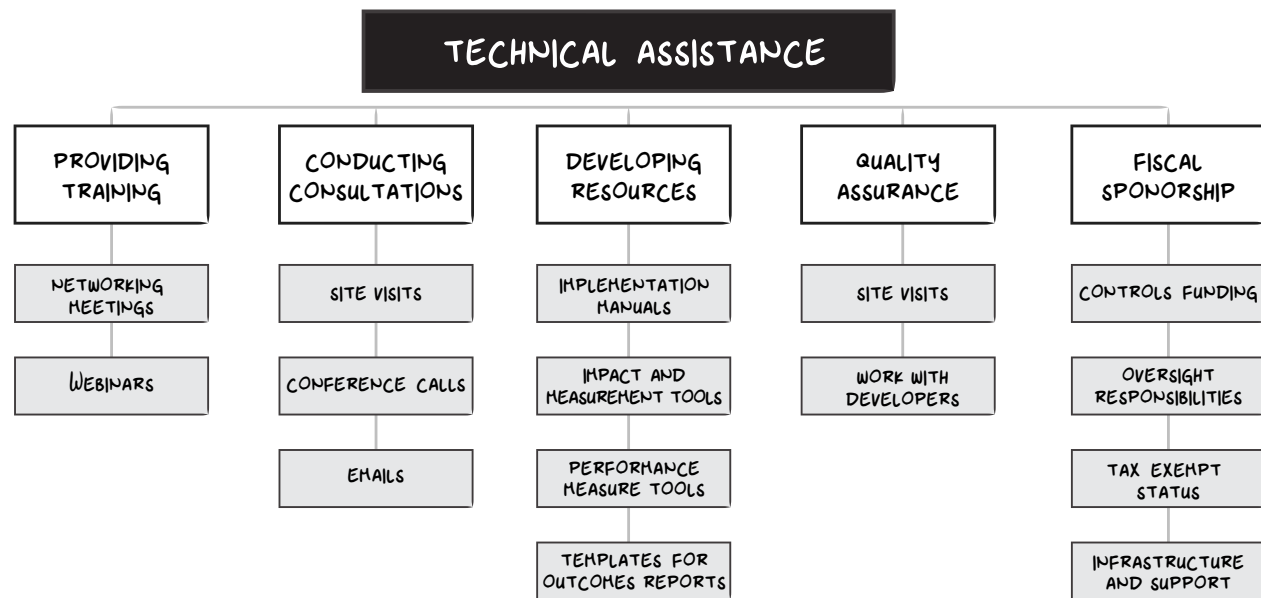 TECHNICAL ASSISTANCE
PROVIDING
TRAINING
NETWORKING
MEETINGS
WEBINARS
CONDUCTING
CONSULTATIONS
SITE VISITS
CONFERENCE CALLS
EMAILS
DEVELOPING
RESOURCES
IMPLEMENTATION
MANUALS
IMPACT AND
MEASUREMENT TOOLS
PERFORMANCE
MEASURE TOOLS
TEMPLATES FOR
OUTCOMES REPORTS
QUALITY
ASSURANCE
SITE VISITS
WORK WITH
DEVELOPERS
FISCAL
SPONORSHIP
CONTROLS FUNDING
OVERSIGHT
RESPONSIBILITIES
TAX EXEMPT
STATUS
INFRASTRUCTURE
AND SUPPORT